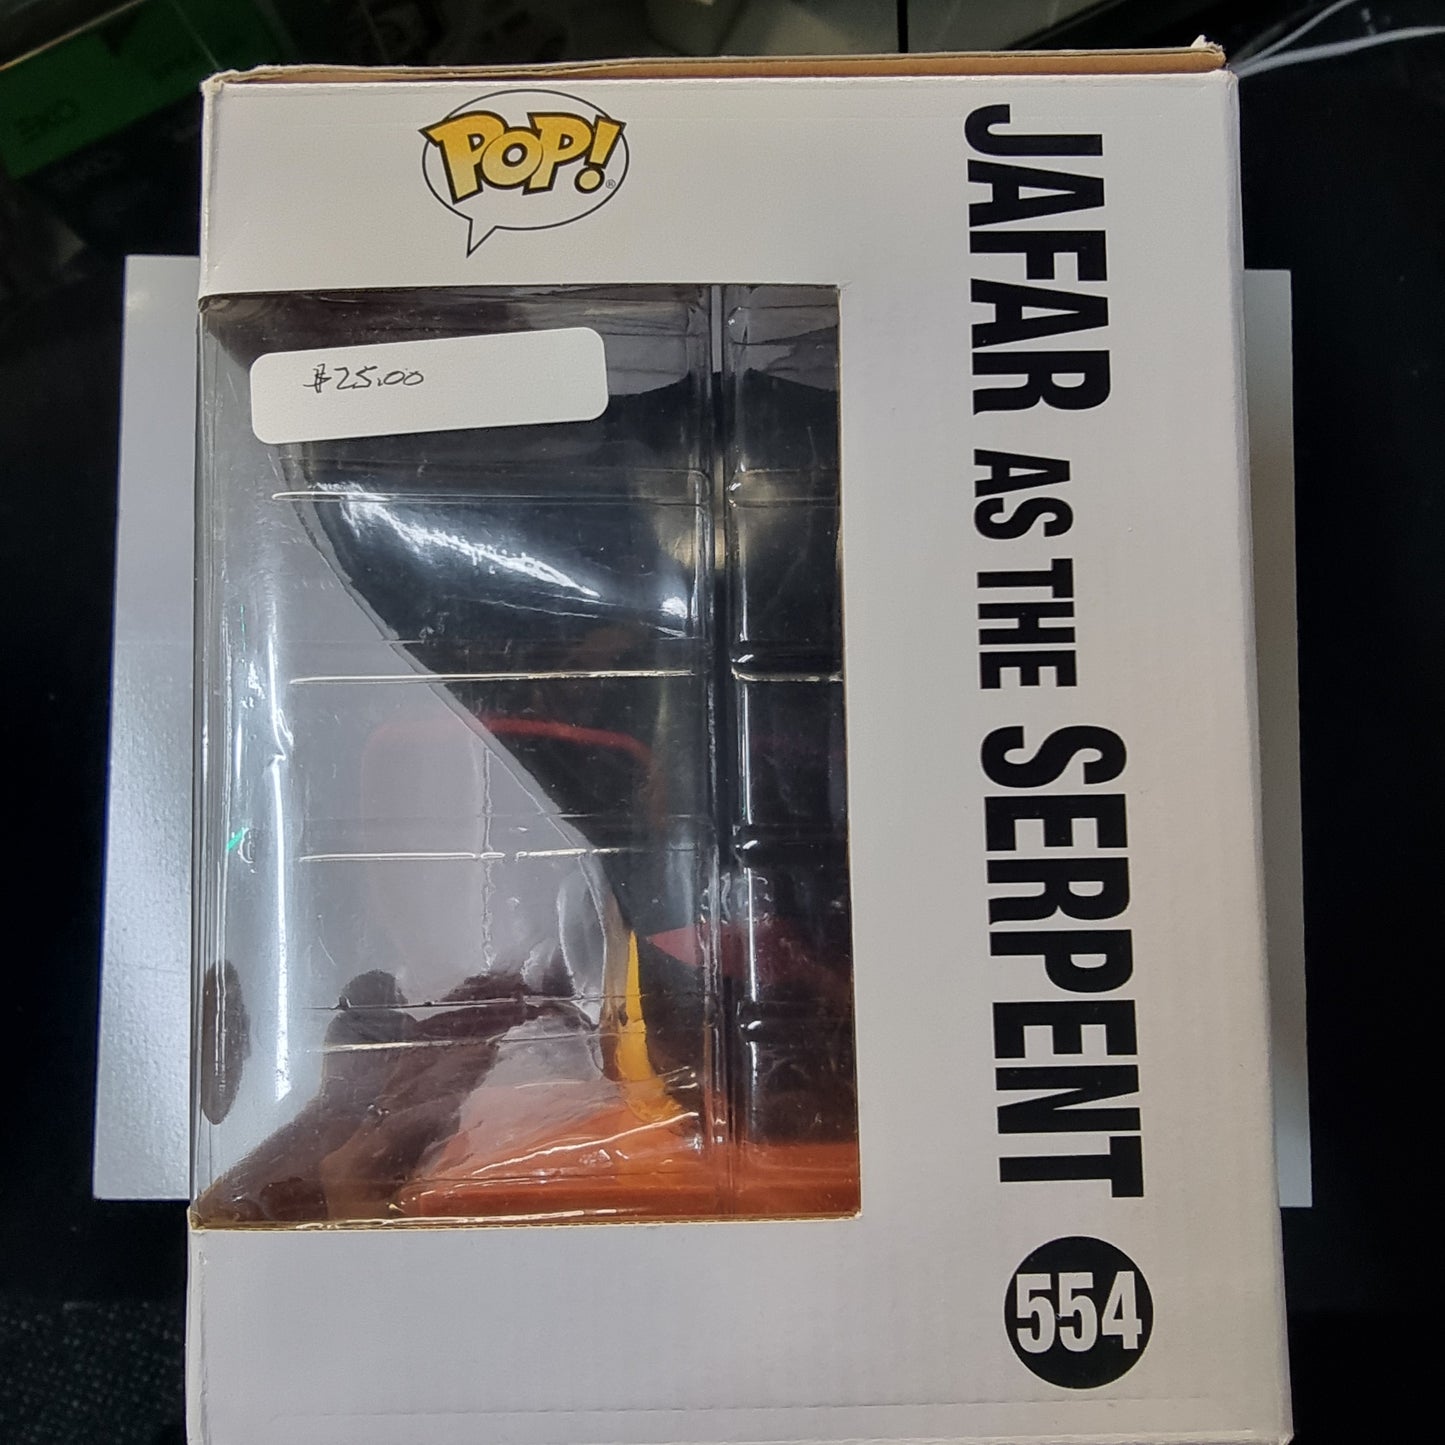 POP!
®
$25.00
JAFAR AS THE SERPENT
554